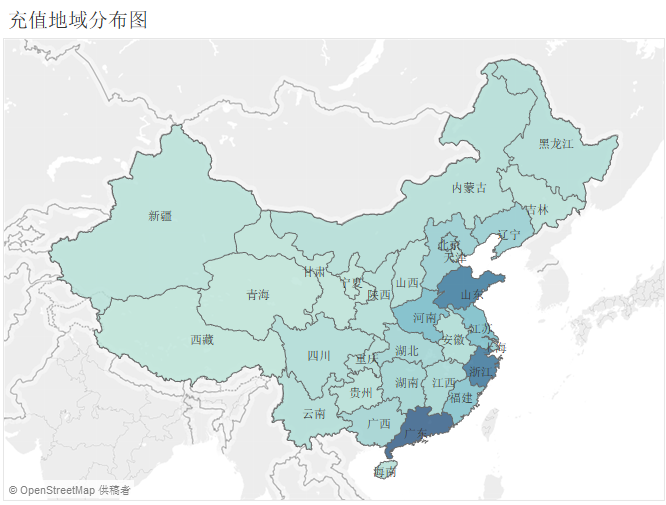 充值地域分布图
黑龙江
内蒙古
吉林
新疆
辽宁
北京
天津
甘肃
宁夏
青海
陕西
山西
山东
河南
江苏
西藏
安徽
上海
四川
重庆
湖北
浙江
湖南
江西
贵州
福建
云南
广西
广东
海南
© OpenStreetMap 供稿者